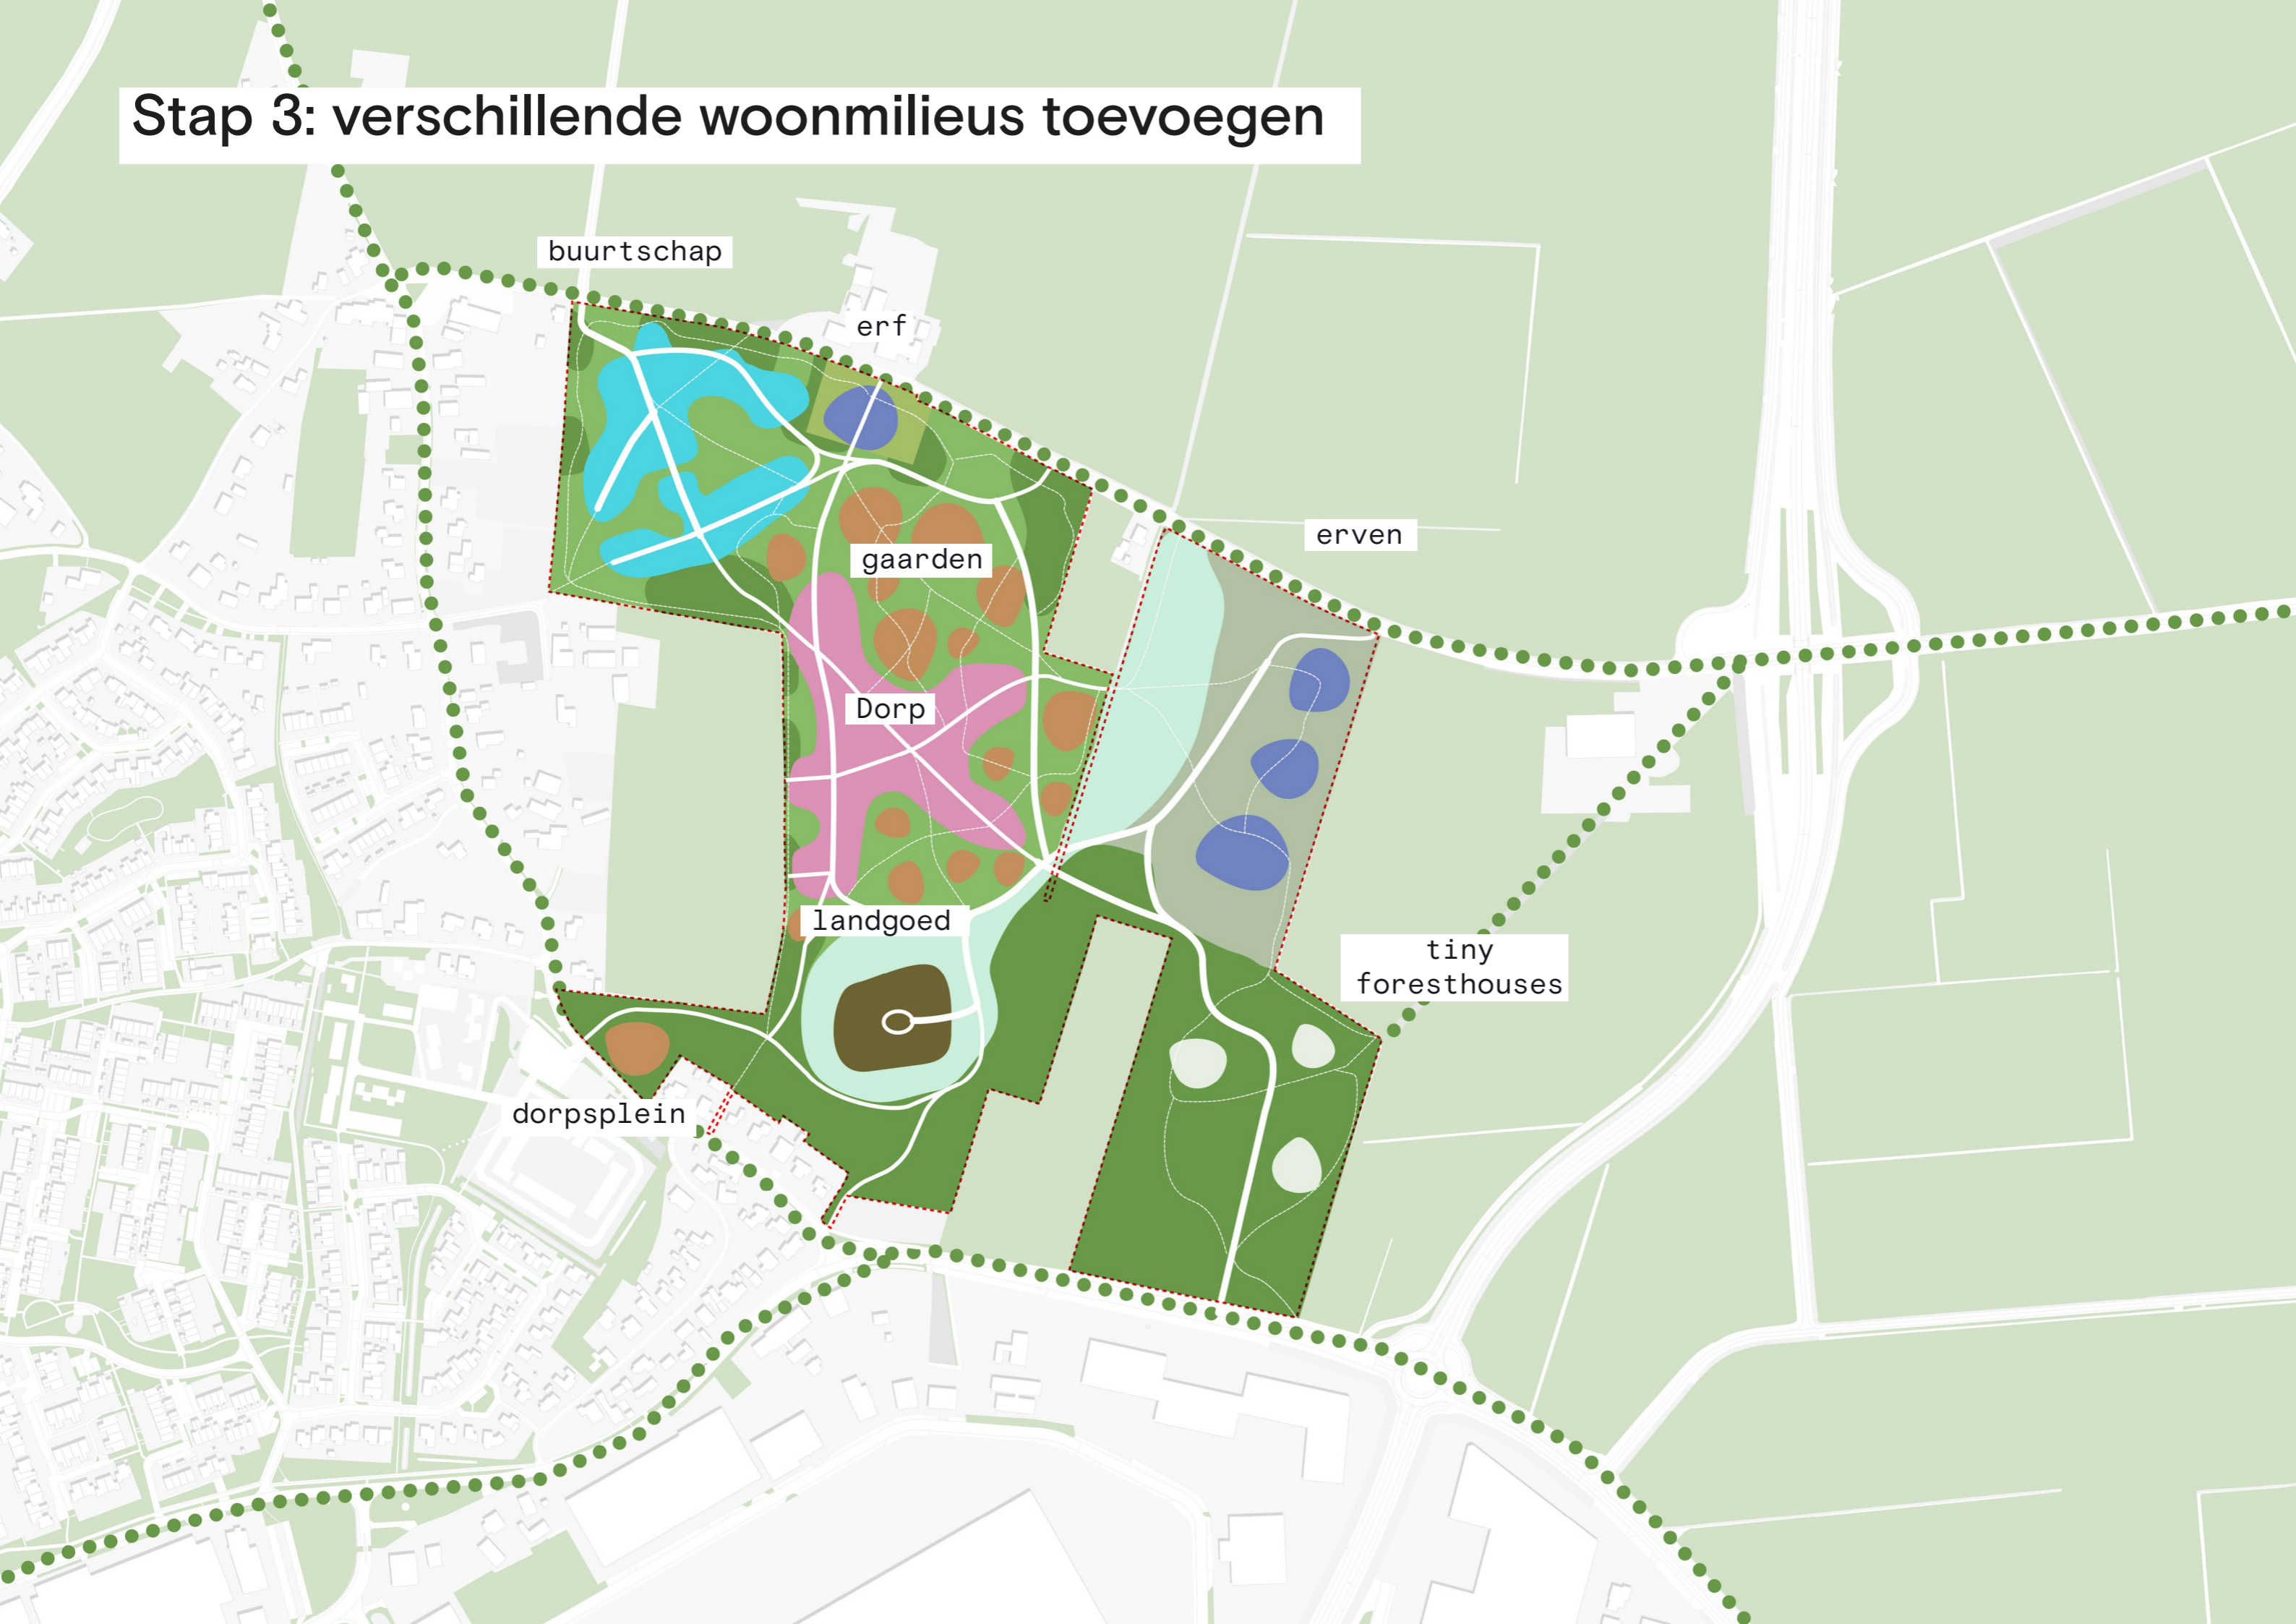 Stap 3: verschillende woonmilieus toevoegen
buurtschap
erf
erven
gaarden
Dorp
landgoed
tiny
foresthouses
dorpsplein